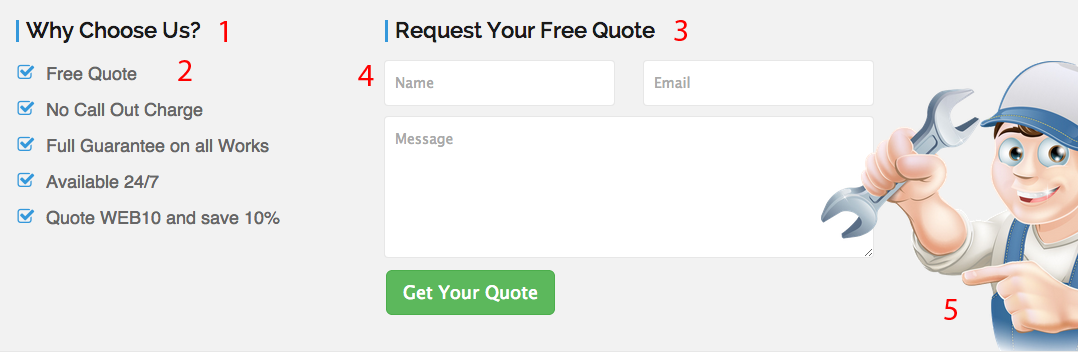 Why Choose Us? 1
Free Quote 2
No Call Out Charge
Full Guarantee on all Works
Available 24/7
Quote WEB10 and save 10%
Request Your Free Quote 3
4 Name Email
Message
Get Your Quote
5